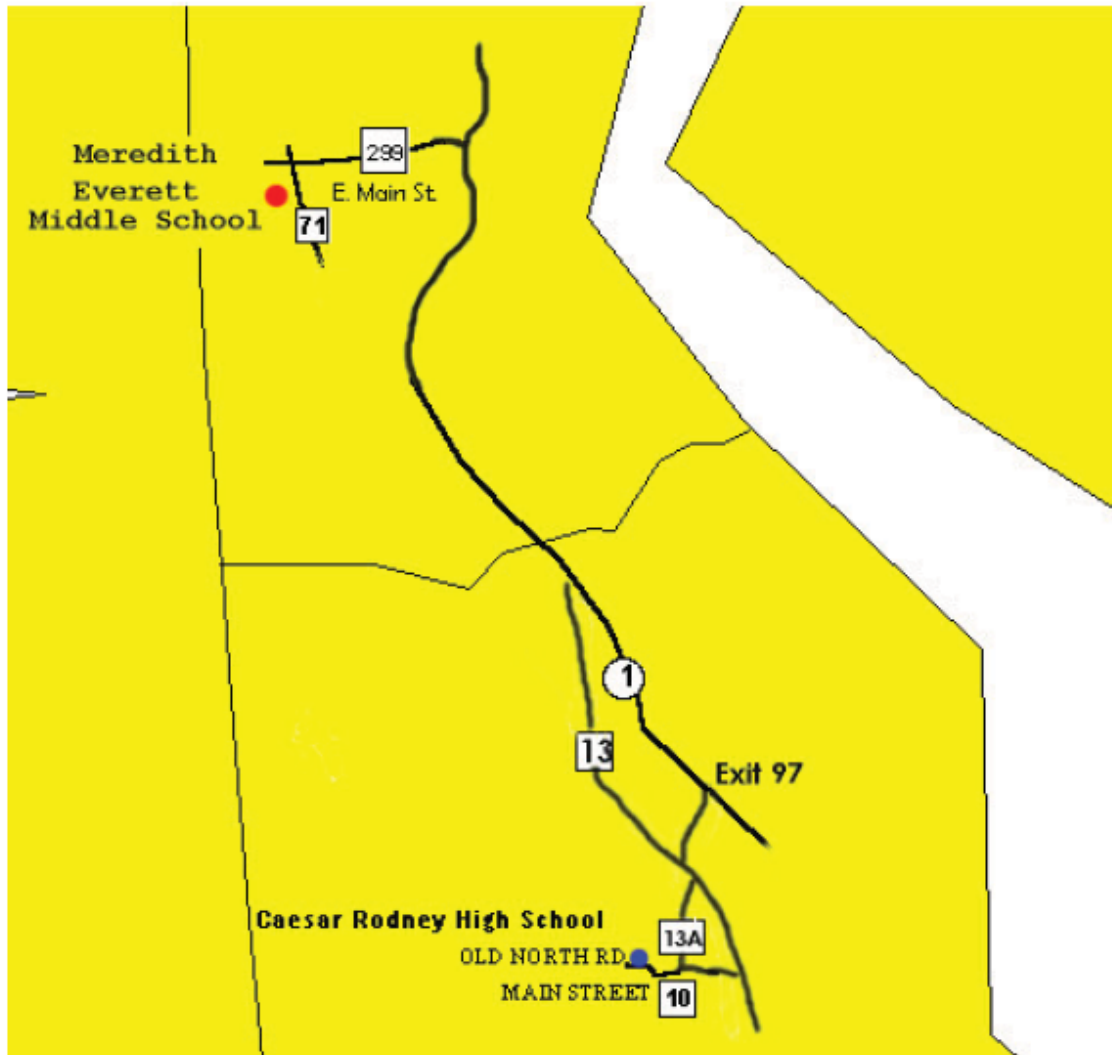 Meredith
Everett
Middle School
299
E. Main St.
71
1
13
Exit 97
Caesar Rodney High School
13A
OLD NORTH RD
MAIN STREET
10